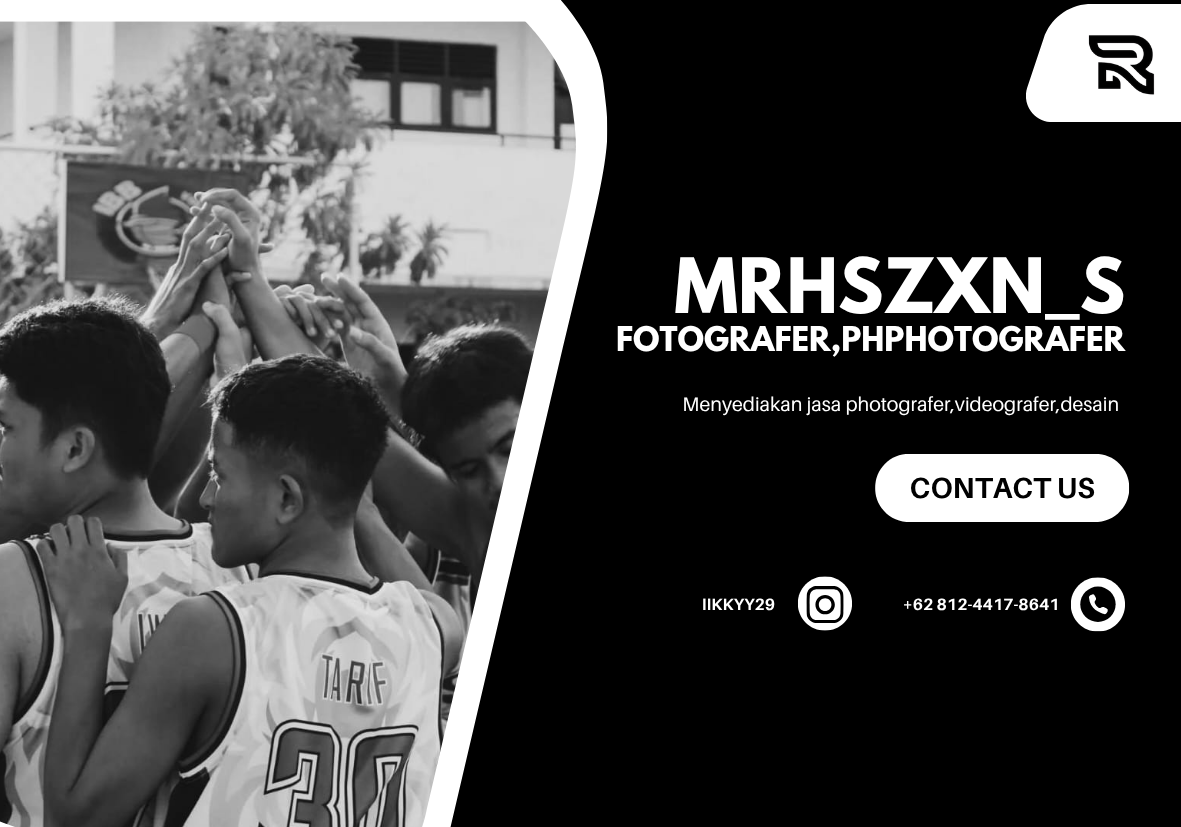 MRHSZXN_S
FOTOGRAFER,PHPHOTOGRAFER
Menyediakan jasa photografer,videografer,desain
CONTACT US
IIKKYY29
+62 812-4417-8641
TARIF
30